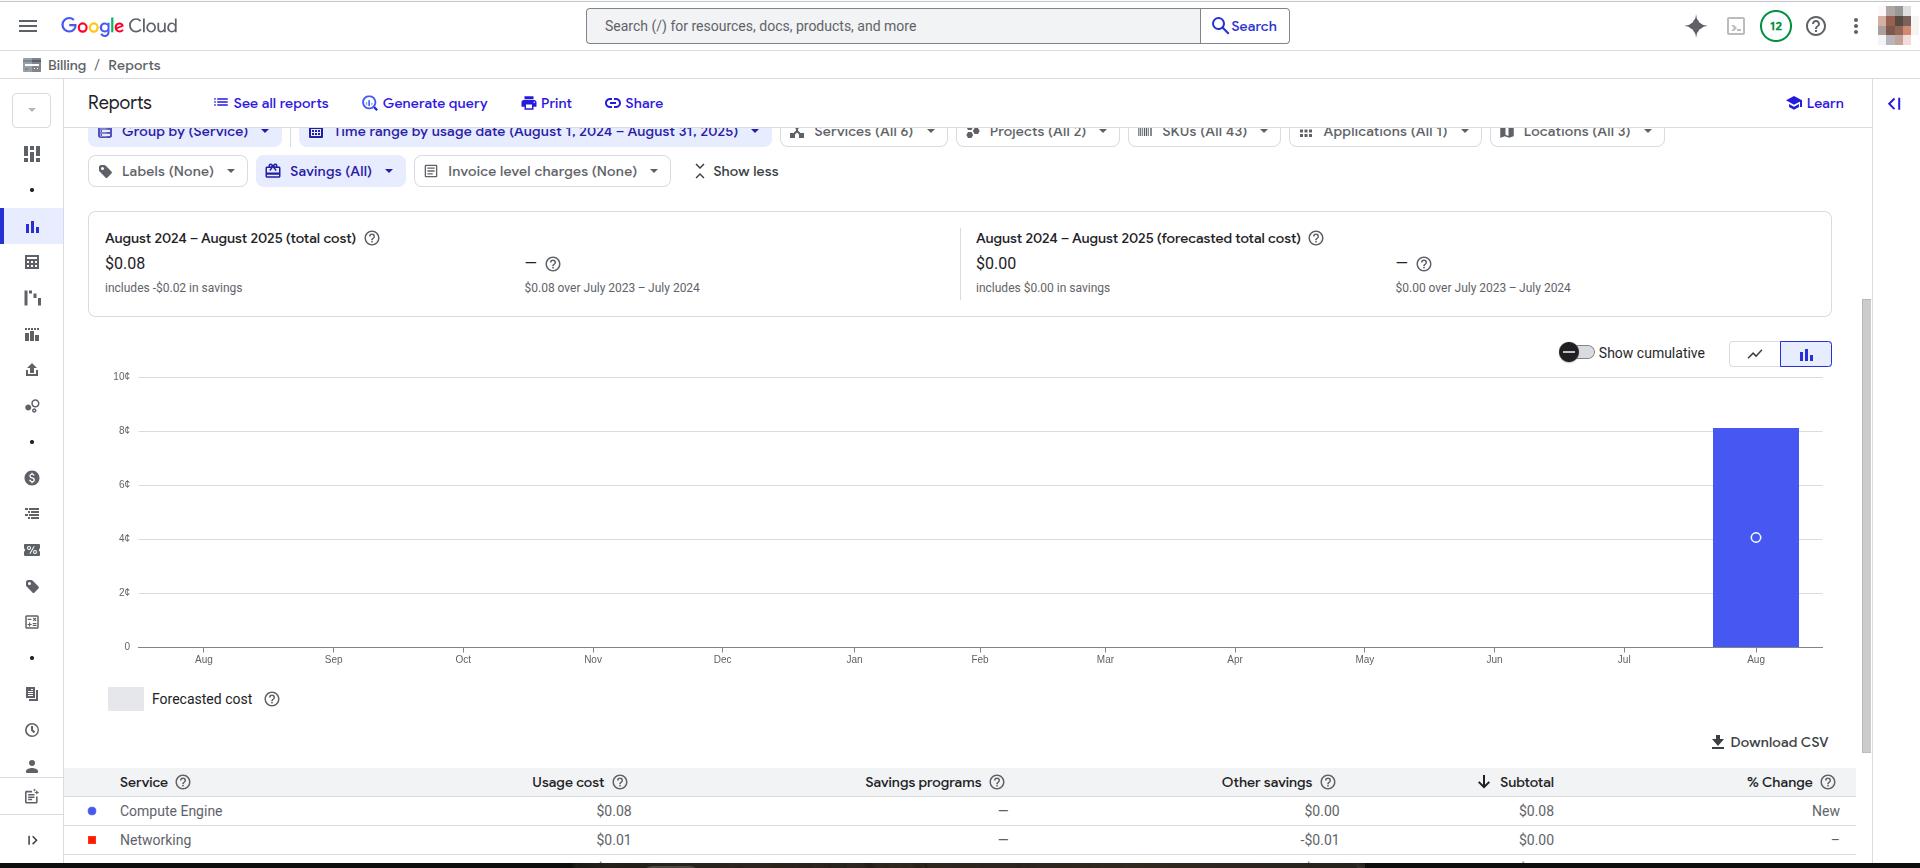 Google Cloud
Search (/) for resources, docs, products, and more
Search
12
Billing / Reports
Reports
See all reports
Generate query
Print
Share
Learn
Group by (Service)
Time range by usage date (August 1, 2024 – August 31, 2025)
Services (All 6)
Projects (All 2)
SKUs (All 43)
Applications (All 1)
Locations (All 3)
Labels (None)
Savings (All)
Invoice level charges (None)
Show less
August 2024 – August 2025 (total cost)
$0.08
—
includes -$0.02 in savings
$0.08 over July 2023 – July 2024
August 2024 – August 2025 (forecasted total cost)
$0.00
—
includes $0.00 in savings
$0.00 over July 2023 – July 2024
Show cumulative
10¢
8¢
6¢
4¢
2¢
0
Aug Sep Oct Nov Dec Jan Feb Mar Apr May Jun Jul Aug
Forecasted cost
Download CSV
Service Usage cost Savings programs Other savings Subtotal % Change
Compute Engine $0.08 — $0.00 $0.08 New
Networking $0.01 — -$0.01 $0.00 –